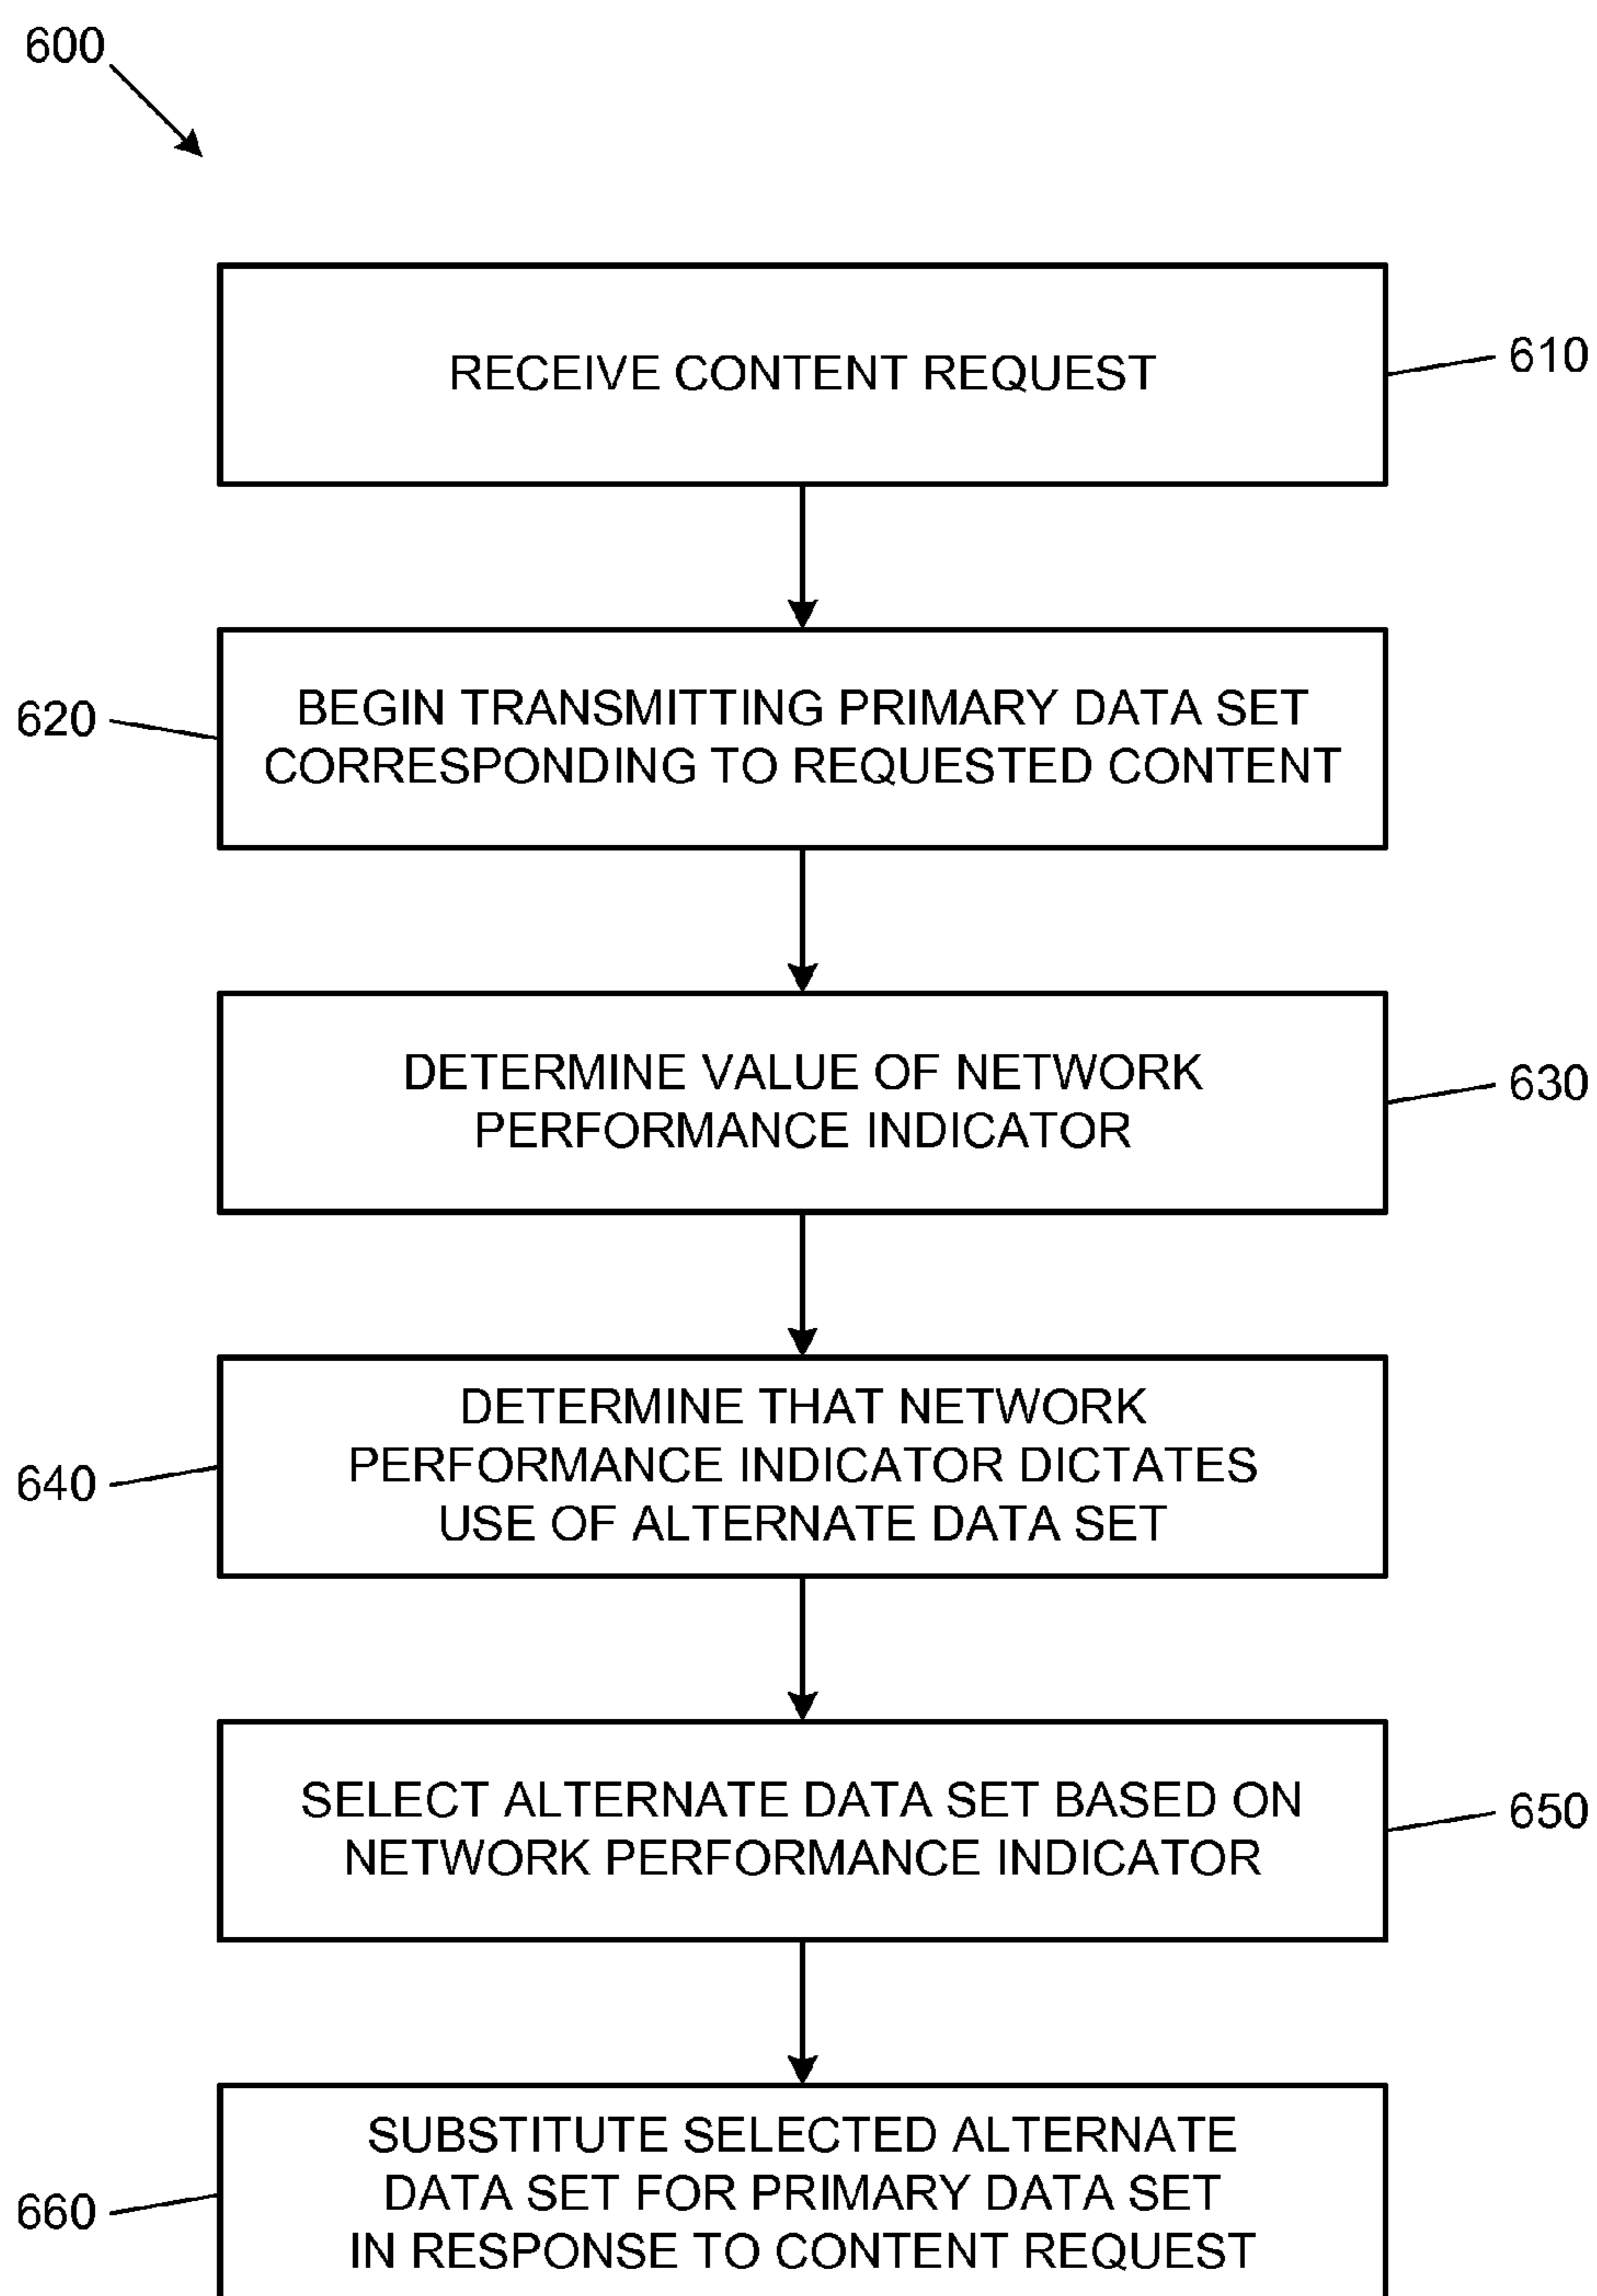 600
RECEIVE CONTENT REQUEST
610
620
BEGIN TRANSMITTING PRIMARY DATA SET
CORRESPONDING TO REQUESTED CONTENT
DETERMINE VALUE OF NETWORK
PERFORMANCE INDICATOR
630
640
DETERMINE THAT NETWORK
PERFORMANCE INDICATOR DICTATES
USE OF ALTERNATE DATA SET
SELECT ALTERNATE DATA SET BASED ON
NETWORK PERFORMANCE INDICATOR
650
660
SUBSTITUTE SELECTED ALTERNATE
DATA SET FOR PRIMARY DATA SET
IN RESPONSE TO CONTENT REQUEST